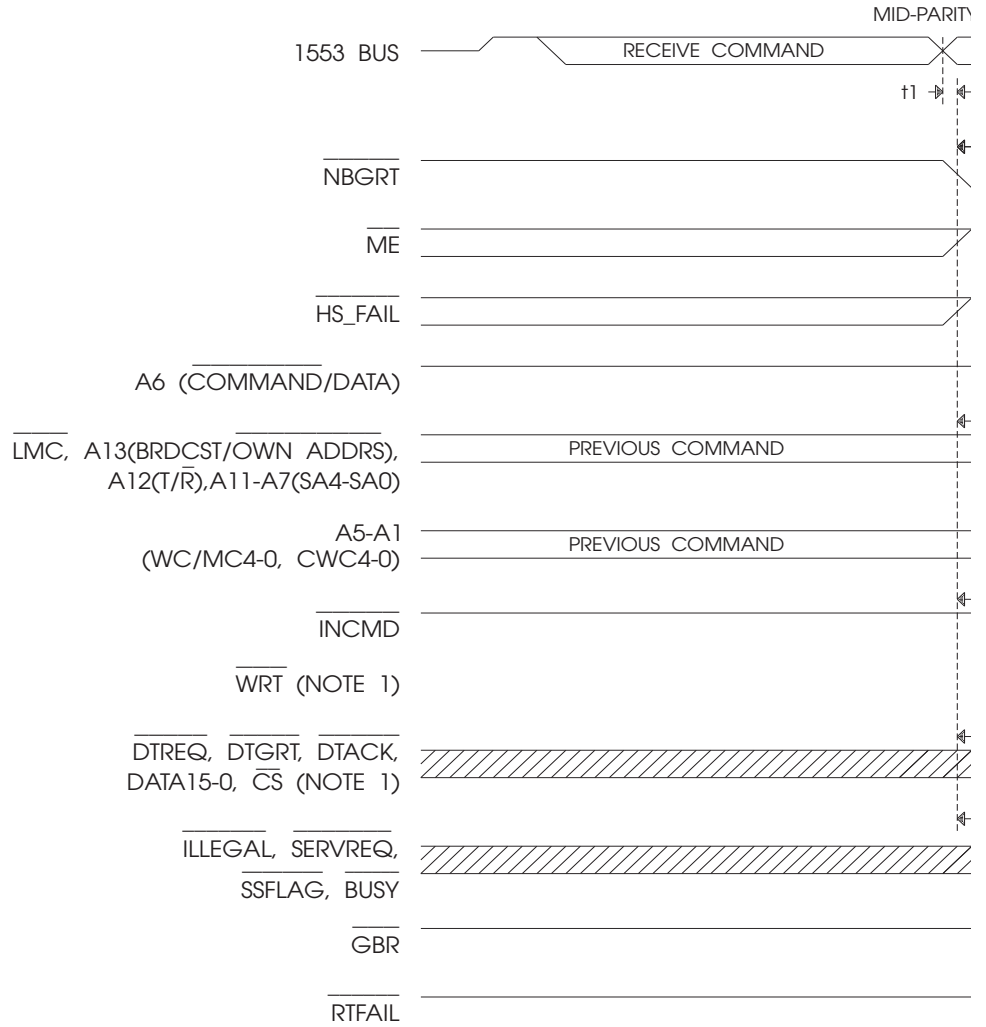 MID-PARITY
1553 BUS
RECEIVE COMMAND
t1
NBGRT
ME
HS_FAIL
A6 (COMMAND/DATA)
LMC, A13(BRDCST/OWN ADDRS),
PREVIOUS COMMAND
A12(T/R),A11-A7(SA4-SA0)
A5-A1
PREVIOUS COMMAND
(WC/MC4-0, CWC4-0)
INCMD
WRT (NOTE 1)
DTREQ, DTGRT, DTACK,
DATA15-0, CS (NOTE 1)
ILLEGAL, SERVREQ,
SSFLAG, BUSY
GBR
RTFAIL